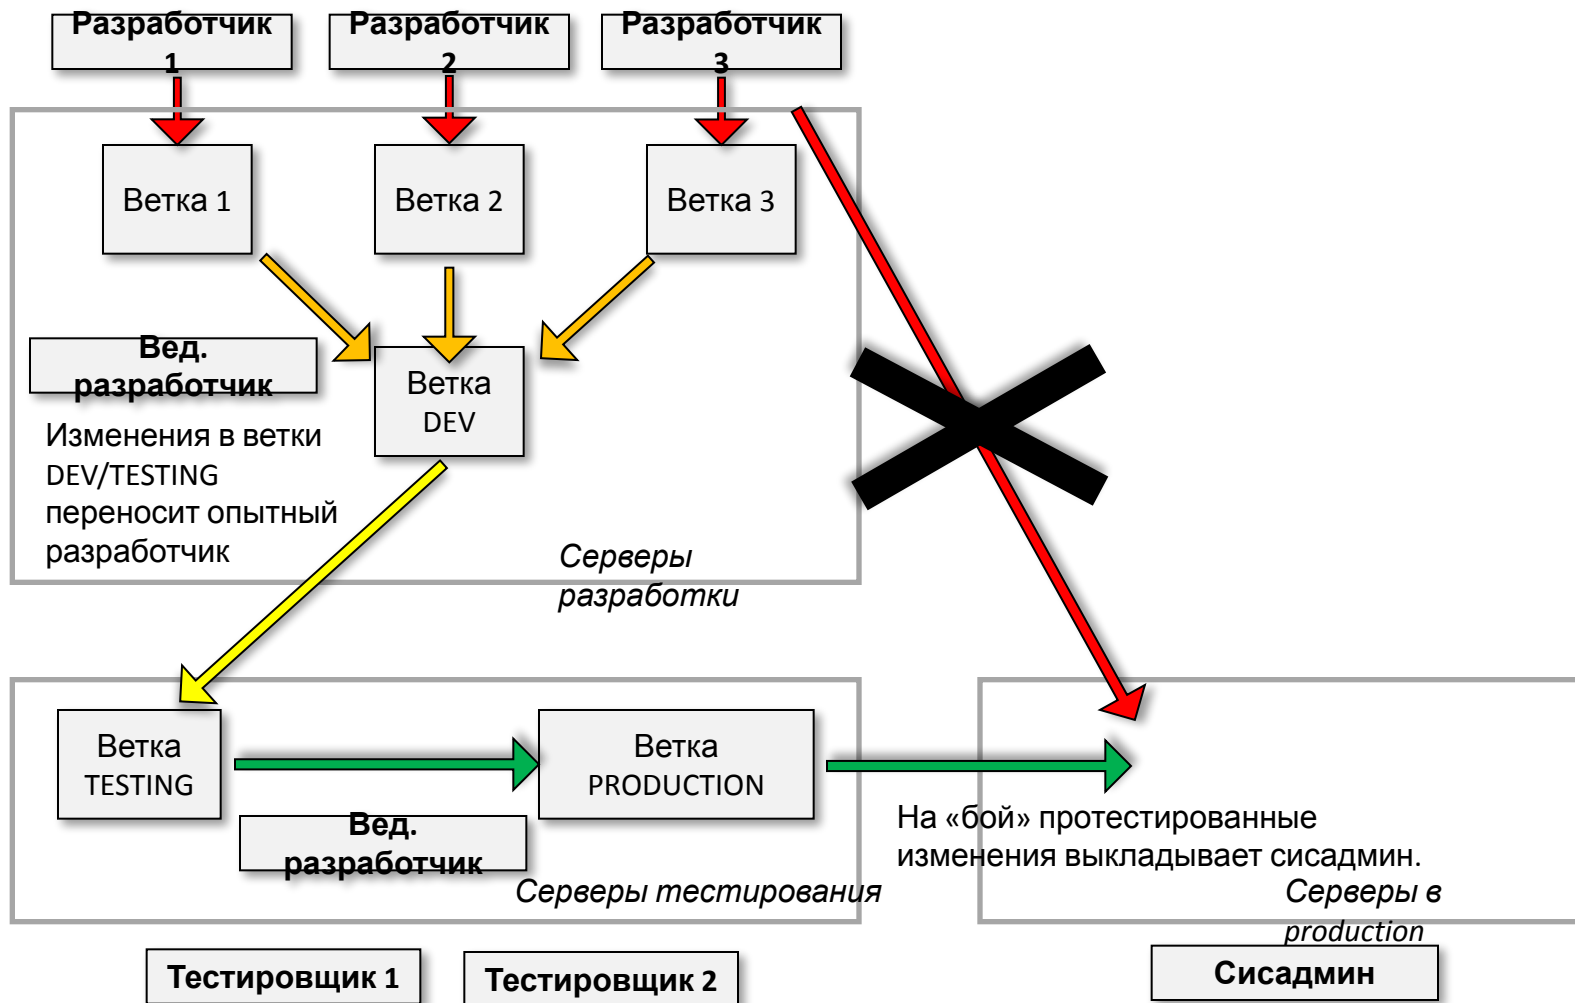 Разработчик
1
Разработчик
2
Разработчик
3
Ветка 1
Ветка 2
Ветка 3
Вед.
разработчик
Ветка
DEV
Изменения в ветки
DEV/TESTING
переносит опытный
разработчик
Серверы
разработки
Ветка
TESTING
Ветка
PRODUCTION
Вед.
разработчик
Серверы тестирования
На «бой» протестированные
изменения выкладывает сисадмин.
Серверы в
production
Тестировщик 1
Тестировщик 2
Сисадмин